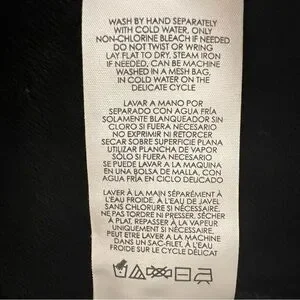 WASH BY HAND SEPARATELY
WITH COLD WATER, ONLY
NON-CHLORINE BLEACH IF NEEDED
DO NOT TWIST OR WRING
LAY FLAT TO DRY, STEAM IRON
IF NEEDED, CAN BE MACHINE
WASHED IN A MESH BAG,
IN COLD WATER ON THE
DELICATE CYCLE
LAVAR A MANO POR
SEPARADO CON AGUA FRÍA
SOLAMENTE BLANQUEADOR SIN
CLORO SI FUERA NECESARIO
NO EXPRIMIR NI RETORCER
SECAR SOBRE SUPERFICIE PLANA
UTILIZAR PLANCHA DE VAPOR
SÓLO SI FUERA NECESARIO
PUEDE LAVAR A LA MAQUINA
EN UNA BOLSA DE MALLA, CON
AGUA FRÍA EN CICLO DELICADO
LAVER À LA MAIN SÉPARÉMENT À
L'EAU FROIDE, À L'EAU DE JAVEL
SANS CHLORURE SI NÉCESSAIRE,
NE PAS TORDRE NI PRESSER, SÉCHER
À PLAT, REPASSER À LA VAPEUR
UNIQUEMENT SI NÉCESSAIRE,
PEUT ÊTRE LAVER A LA MACHINE
DANS UN SAC-FILET, À L'EAU
FROIDE SUR LE CYCLE DÉLICAT